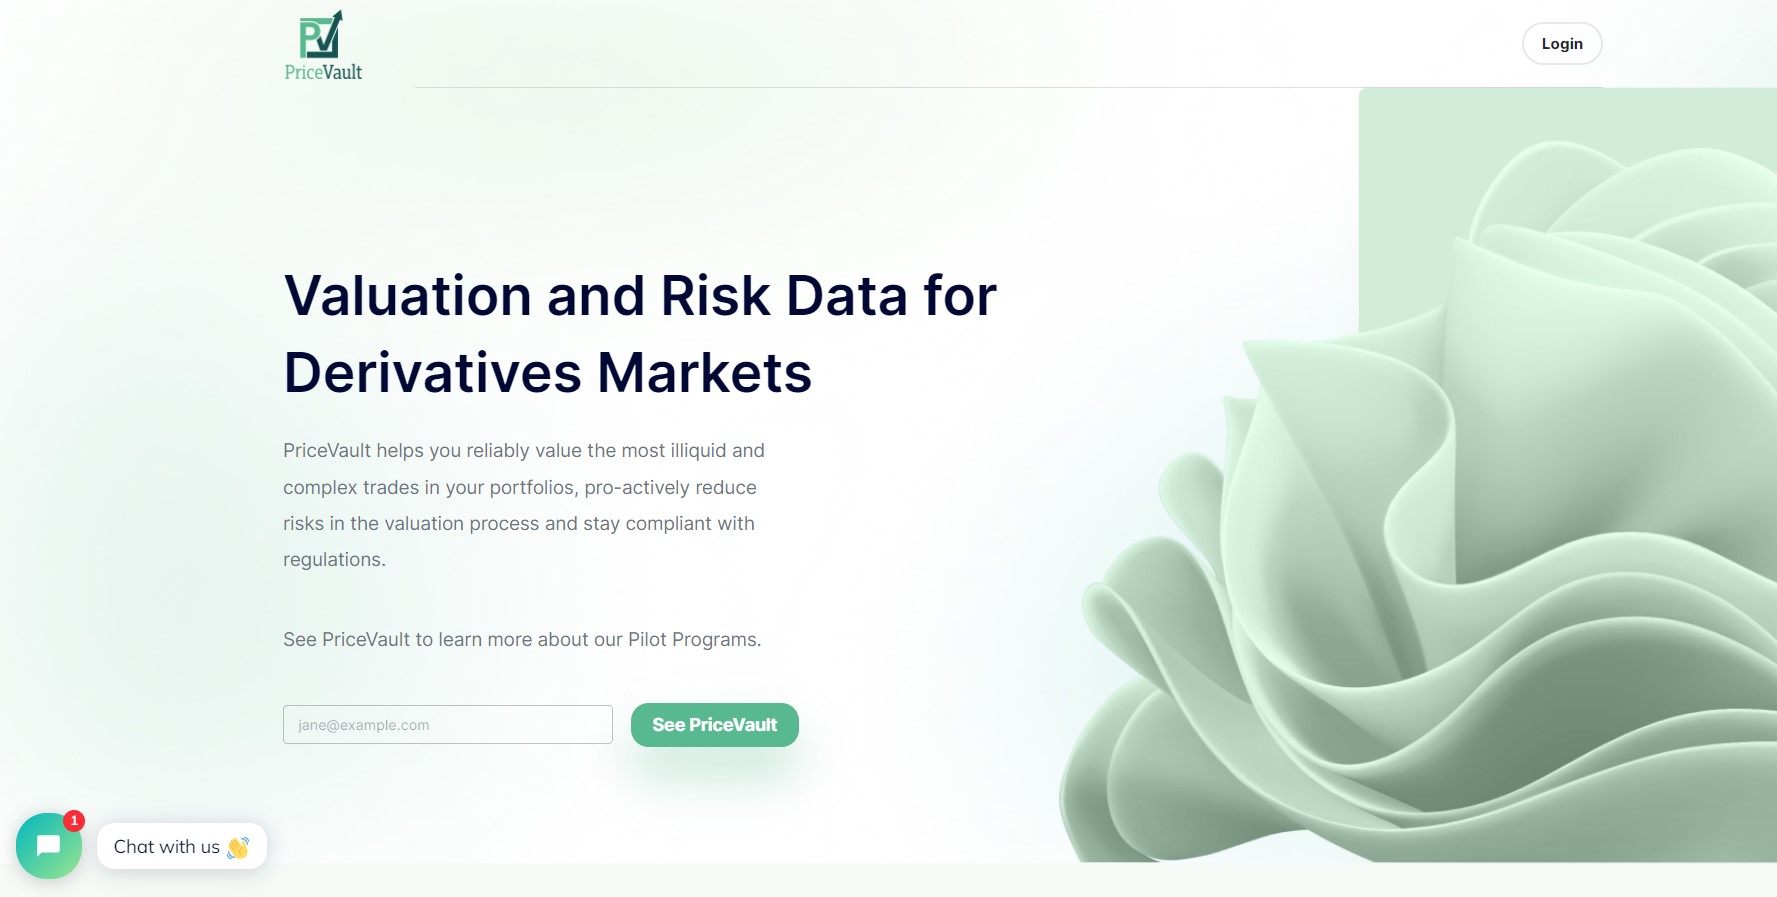 PV
PriceVault
Login
Valuation and Risk Data for
Derivatives Markets
PriceVault helps you reliably value the most illiquid and
complex trades in your portfolios, pro-actively reduce
risks in the valuation process and stay compliant with
regulations.
See PriceVault to learn more about our Pilot Programs.
jane@example.com
See PriceVault
1
Chat with us 👋